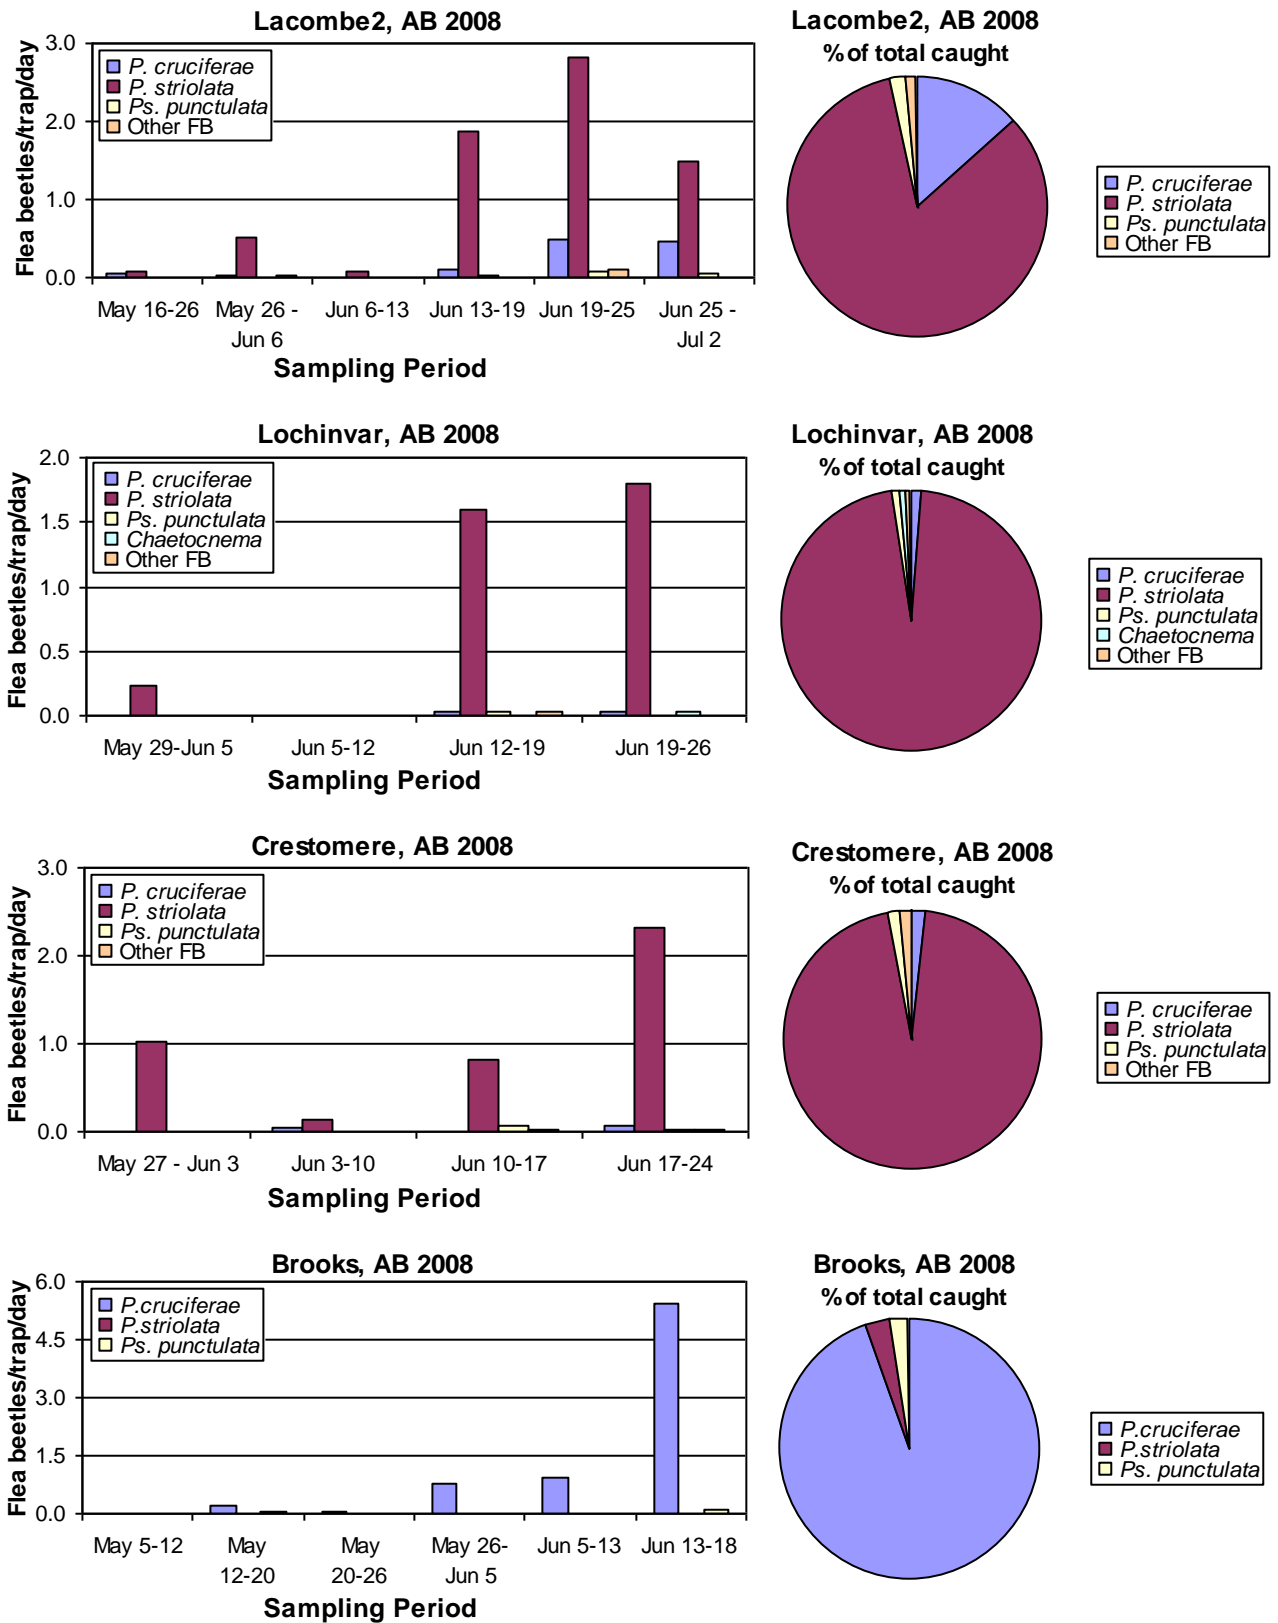 Lacombe2, AB 2008
Flea beetles/trap/day
3.0
2.0
1.0
0.0
P. cruciferae
P. striolata
Ps. punctulata
Other FB
May 16-26
May 26 -
Jun 6
Jun 6-13
Jun 13-19
Jun 19-25
Jun 25 -
Jul 2
Sampling Period
Lacombe2, AB 2008
% of total caught
P. cruciferae
P. striolata
Ps. punctulata
Other FB
Lochinvar, AB 2008
Flea beetles/trap/day
2.0
1.5
1.0
0.5
0.0
P. cruciferae
P. striolata
Ps. punctulata
Chaetocnema
Other FB
May 29-Jun 5
Jun 5-12
Jun 12-19
Jun 19-26
Sampling Period
Lochinvar, AB 2008
% of total caught
P. cruciferae
P. striolata
Ps. punctulata
Chaetocnema
Other FB
Crestomere, AB 2008
Flea beetles/trap/day
3.0
2.0
1.0
0.0
P. cruciferae
P. striolata
Ps. punctulata
Other FB
May 27 - Jun 3
Jun 3-10
Jun 10-17
Jun 17-24
Sampling Period
Crestomere, AB 2008
% of total caught
P. cruciferae
P. striolata
Ps. punctulata
Other FB
Brooks, AB 2008
Flea beetles/trap/day
6.0
4.5
3.0
1.5
0.0
P.cruciferae
P.striolata
Ps. punctulata
May 5-12
May
12-20
May
20-26
May 26-
Jun 5
Jun 5-13
Jun 13-18
Sampling Period
Brooks, AB 2008
% of total caught
P.cruciferae
P.striolata
Ps. punctulata